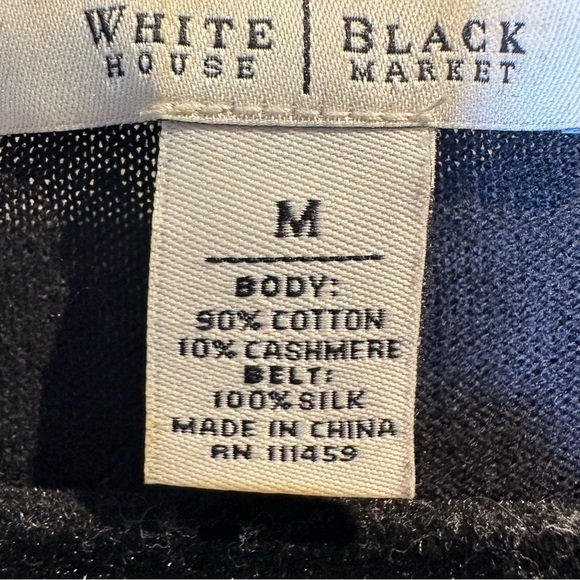 WHITE | BLACK
HOUSE | MARKET
M
BODY:
90% COTTON
10% CASHMERE
BELT:
100% SILK
MADE IN CHINA
RN 111459